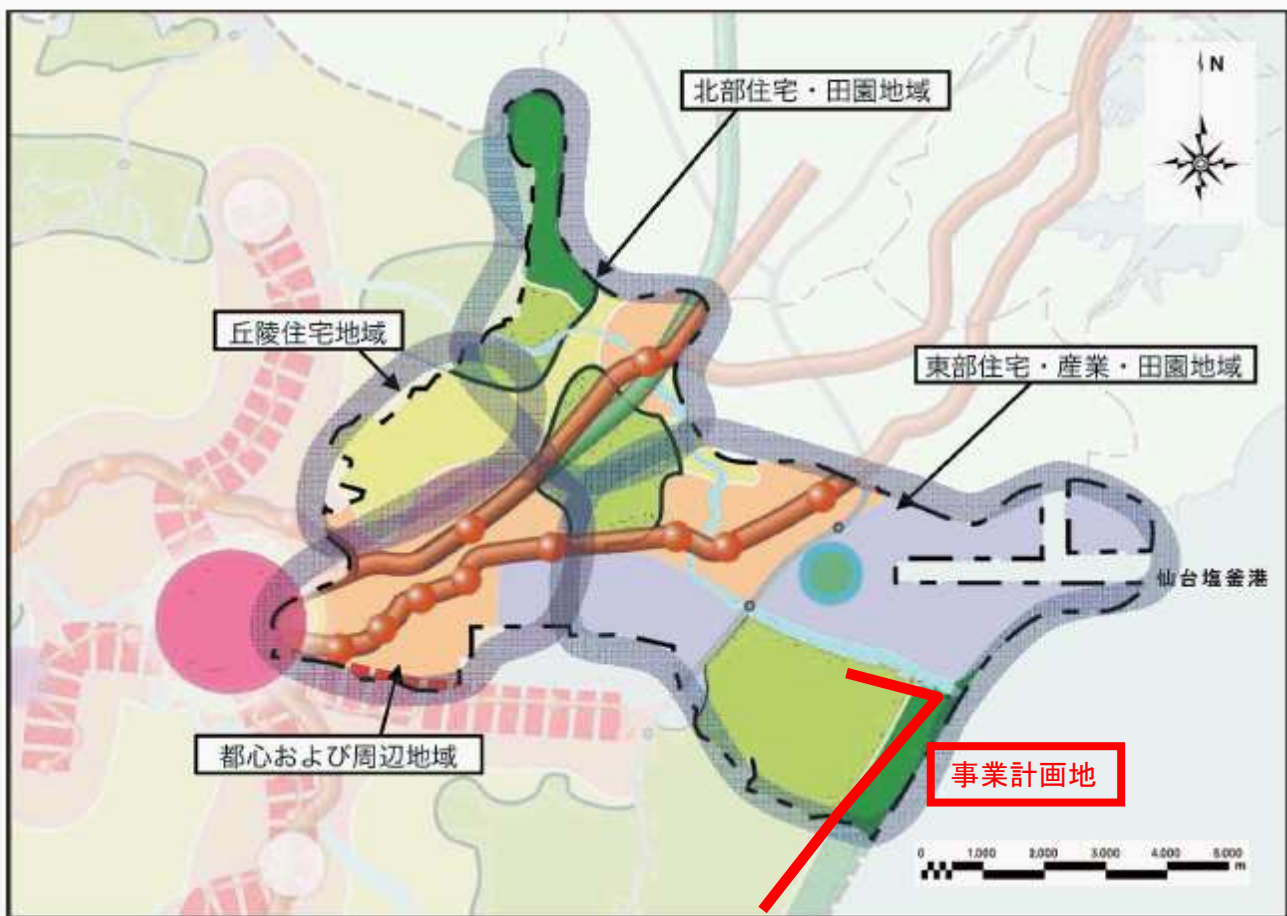 N
北部住宅・田園地域
丘陵住宅地域
東部住宅・産業・田園地域
仙台塩釜港
都心および周辺地域
事業計画地
0 1,000 2,000 3,000 4,000 5,000
m